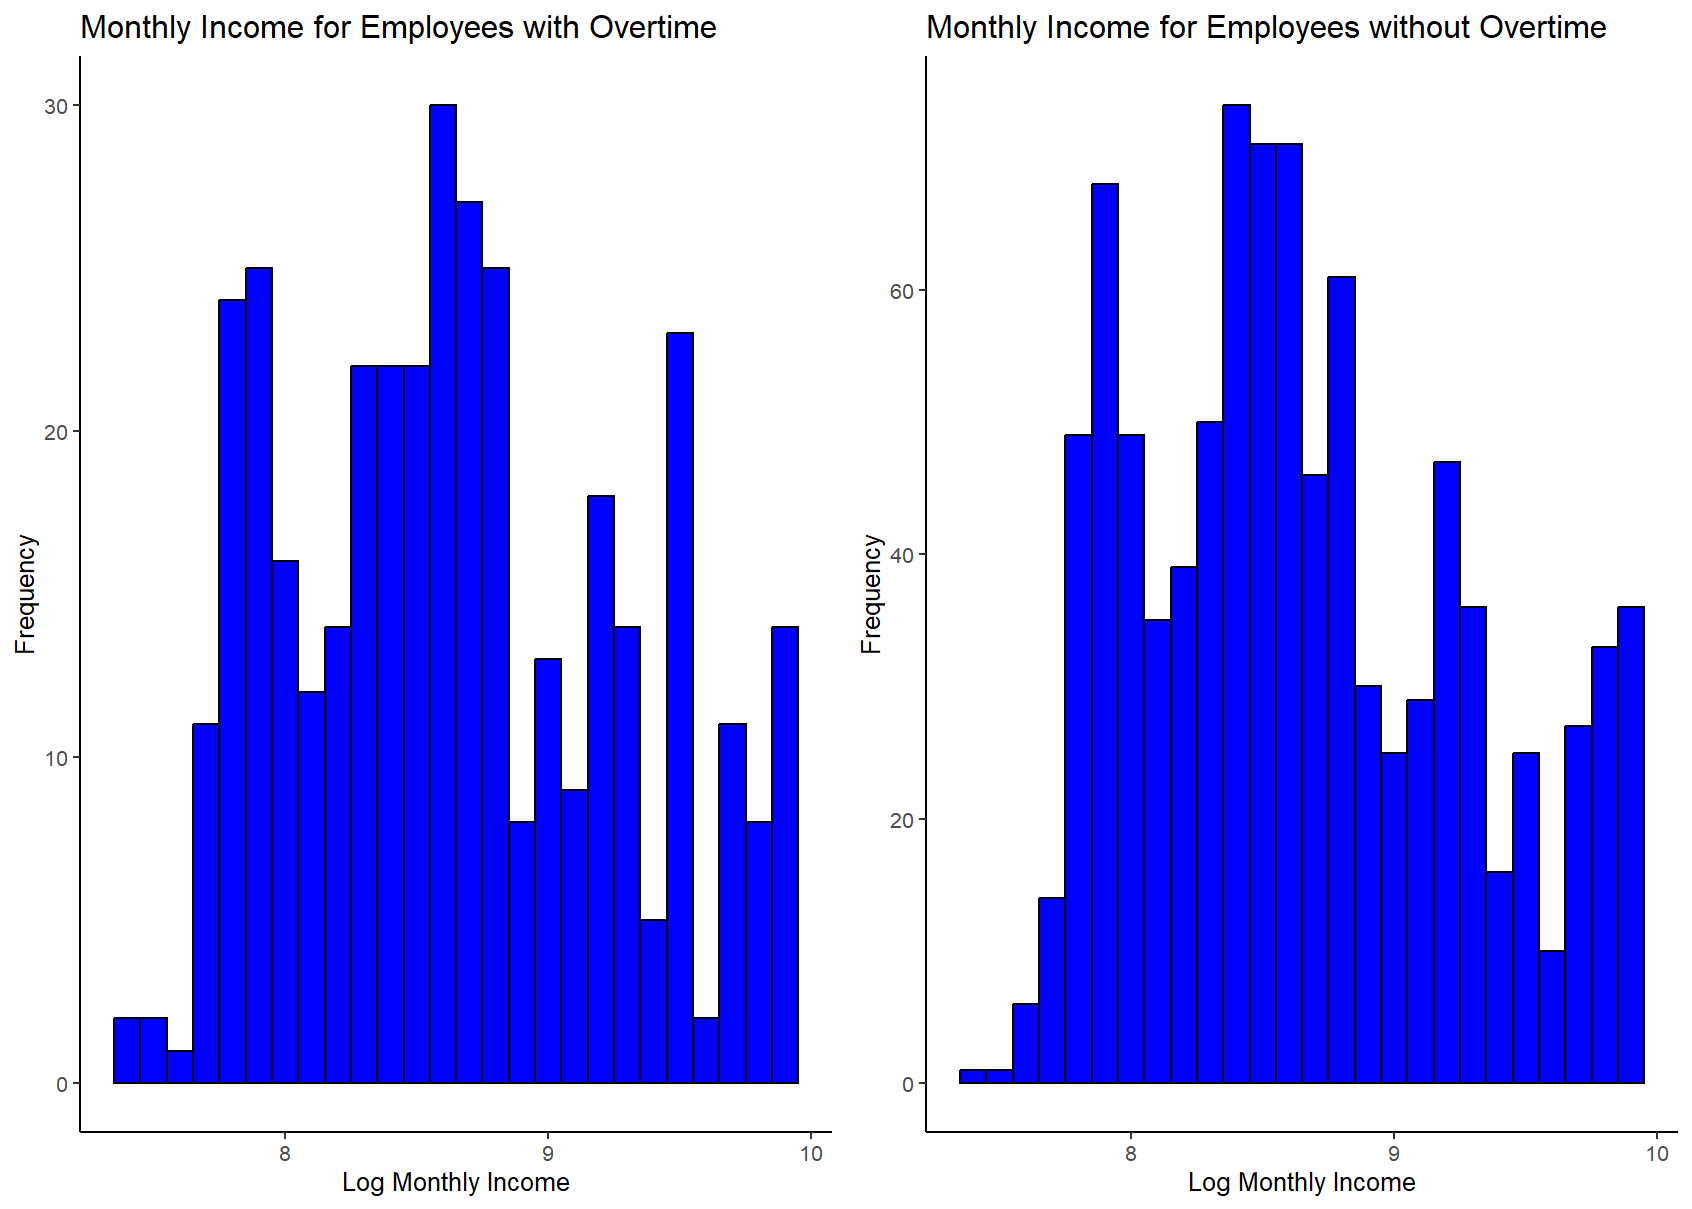 Monthly Income for Employees with Overtime
30
20
10
0
Frequency
8 9 10
Log Monthly Income
Monthly Income for Employees without Overtime
60
40
20
0
Frequency
8 9 10
Log Monthly Income